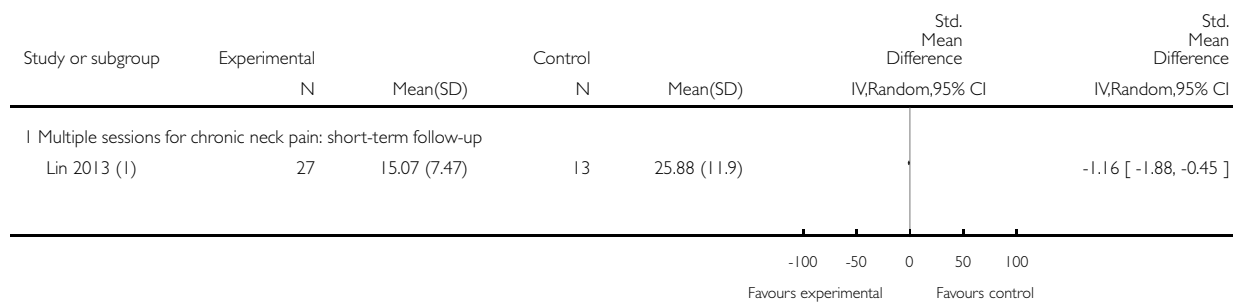 Std.
Mean
Difference
Std.
Mean
Difference
Study or subgroup Experimental Control
N Mean(SD) N Mean(SD) IV,Random,95% CI IV,Random,95% CI
1 Multiple sessions for chronic neck pain: short-term follow-up
Lin 2013 (1) 27 15.07 (7.47) 13 25.88 (11.9) -1.16 [ -1.88, -0.45 ]
-100 -50 0 50 100
Favours experimental Favours control